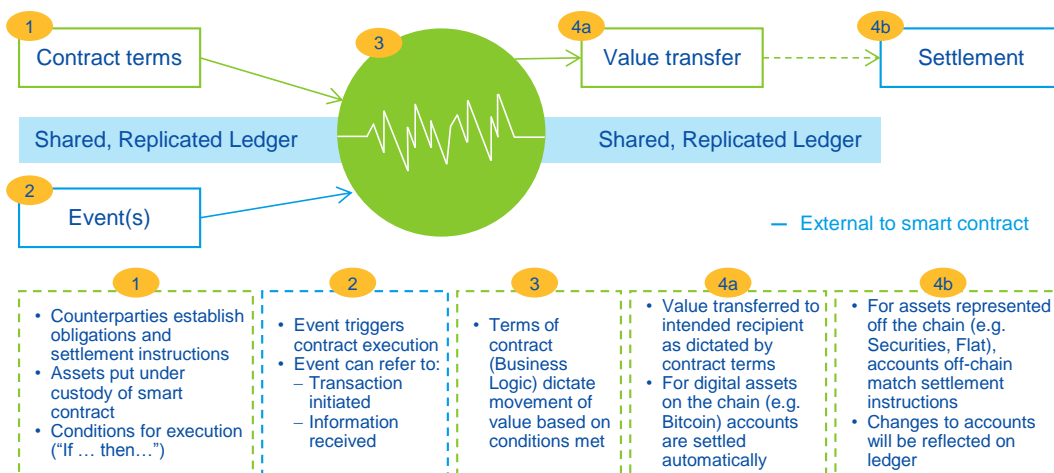 1
Contract terms
3
4a
Value transfer
4b
Settlement
Shared, Replicated Ledger
Shared, Replicated Ledger
2
Event(s)
– External to smart contract
1
• Counterparties establish
obligations and
settlement instructions
• Assets put under
custody of smart
contract
• Conditions for execution
(“If … then…”)
2
• Event triggers
contract execution
• Event can refer to:
– Transaction
initiated
– Information
received
3
• Terms of
contract
(Business
Logic) dictate
movement of
value based on
conditions met
4a
• Value transferred to
intended recipient
as dictated by
contract terms
• For digital assets
on the chain (e.g.
Bitcoin) accounts
are settled
automatically
4b
• For assets represented
off the chain (e.g.
Securities, Flat),
accounts off-chain
match settlement
instructions
• Changes to accounts
will be reflected on
ledger